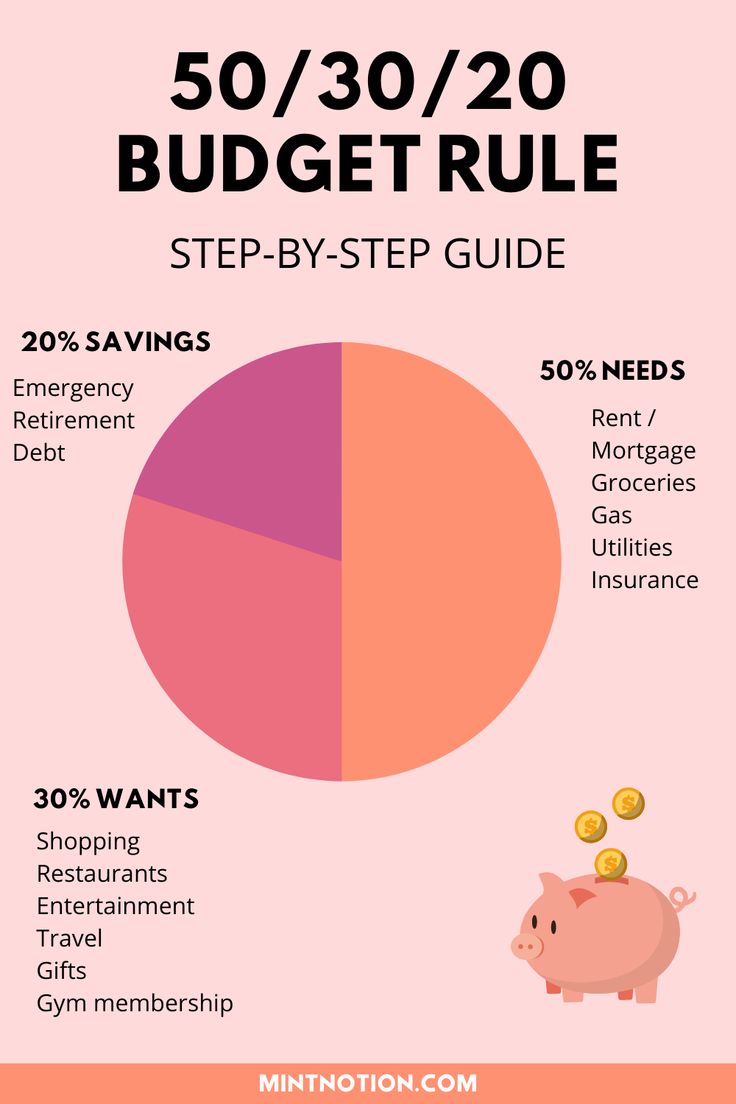 50/30/20
BUDGET RULE
STEP-BY-STEP GUIDE
20% SAVINGS
Emergency
Retirement
Debt
50% NEEDS
Rent /
Mortgage
Groceries
Gas
Utilities
Insurance
30% WANTS
Shopping
Restaurants
Entertainment
Travel
Gifts
Gym membership
$
$
$
MINTNOTION.COM